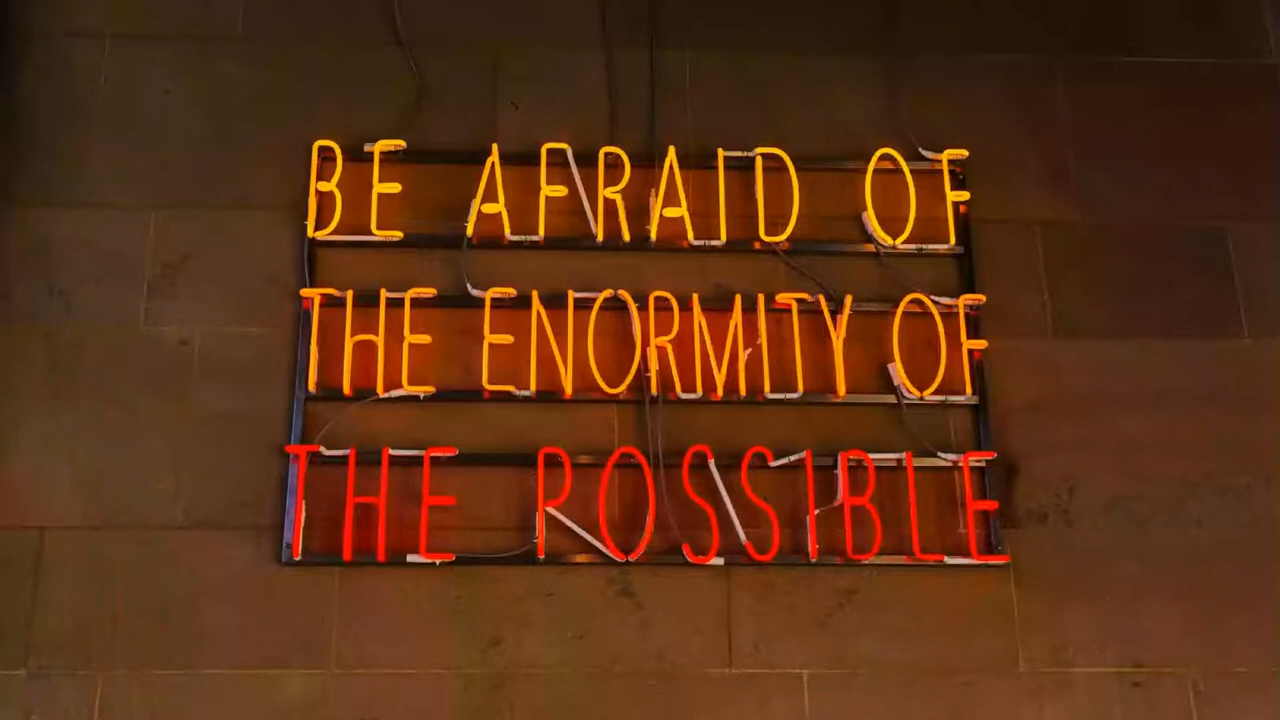 BE AFRAID OF
THE ENORMITY OF
THE POSSIBLE